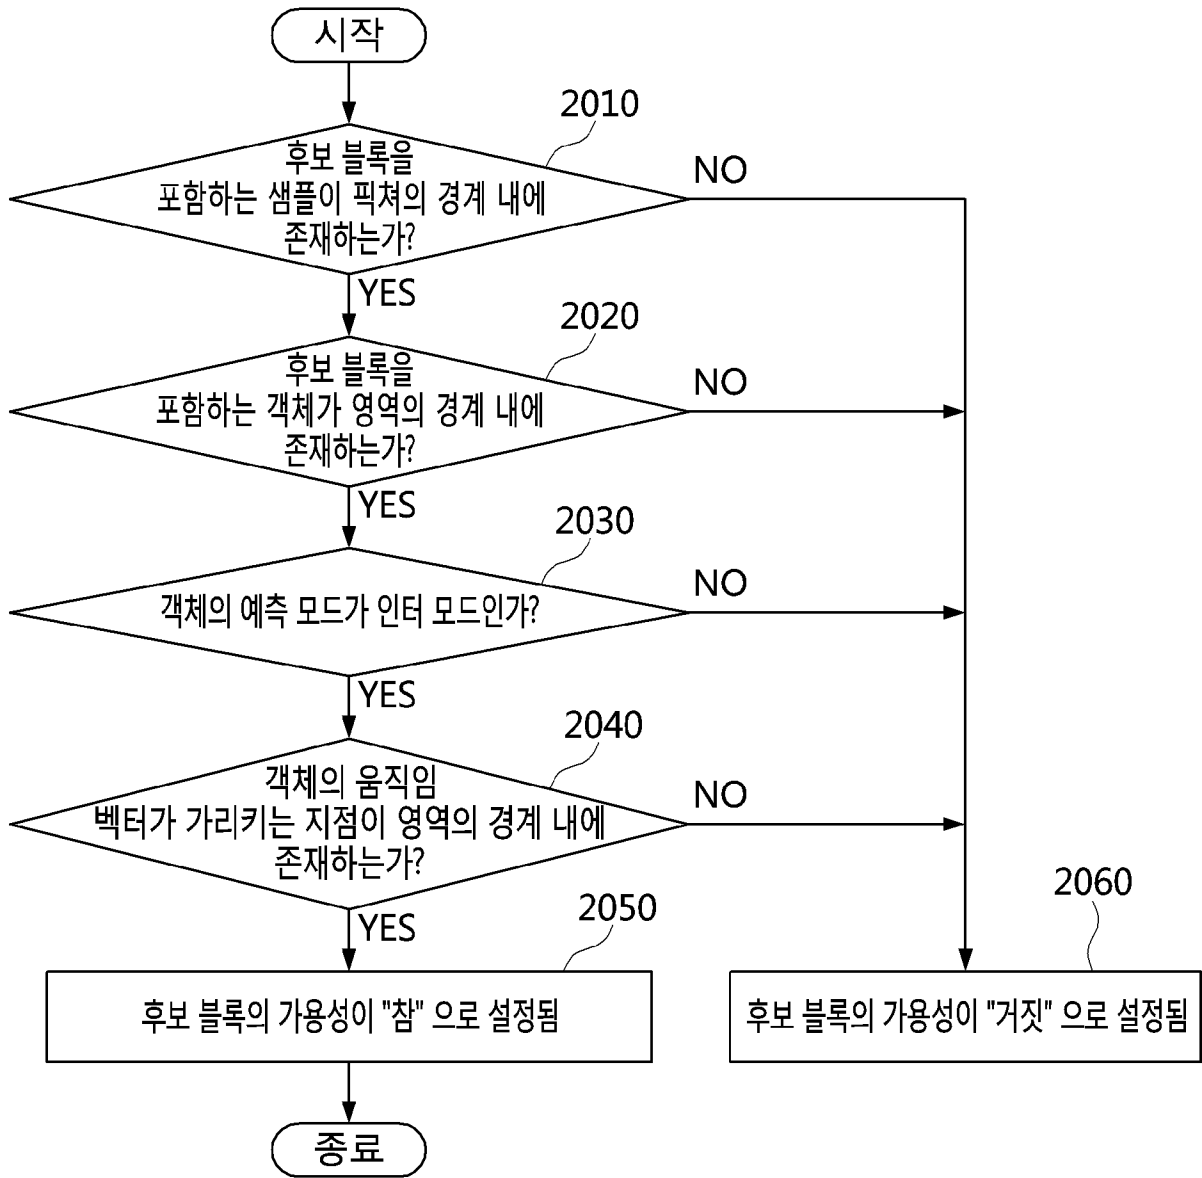 시작
2010
후보 블록을
포함하는 샘플이 픽쳐의 경계 내에
존재하는가?
NO
YES
2020
후보 블록을
포함하는 객체가 영역의 경계 내에
존재하는가?
NO
YES
2030
객체의 예측 모드가 인터 모드인가?
NO
YES
2040
객체의 움직임
벡터가 가리키는 지점이 영역의 경계 내에
존재하는가?
NO
YES
2050
후보 블록의 가용성이 "참" 으로 설정됨
2060
후보 블록의 가용성이 "거짓" 으로 설정됨
종료